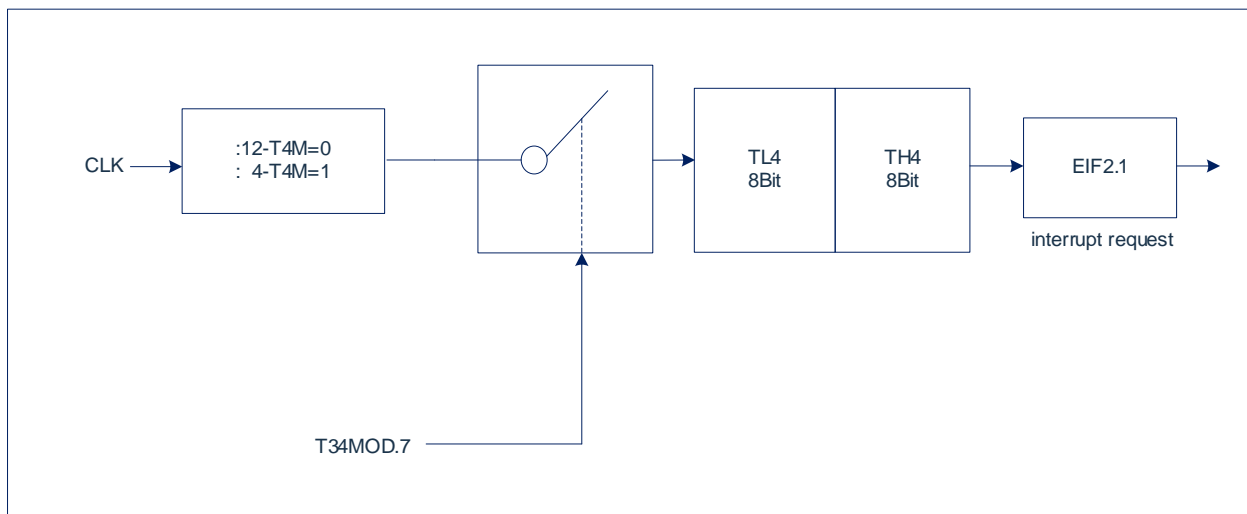 CLK
:12-T4M=0
: 4-T4M=1
TL4
8Bit
TH4
8Bit
EIF2.1
interrupt request
T34MOD.7